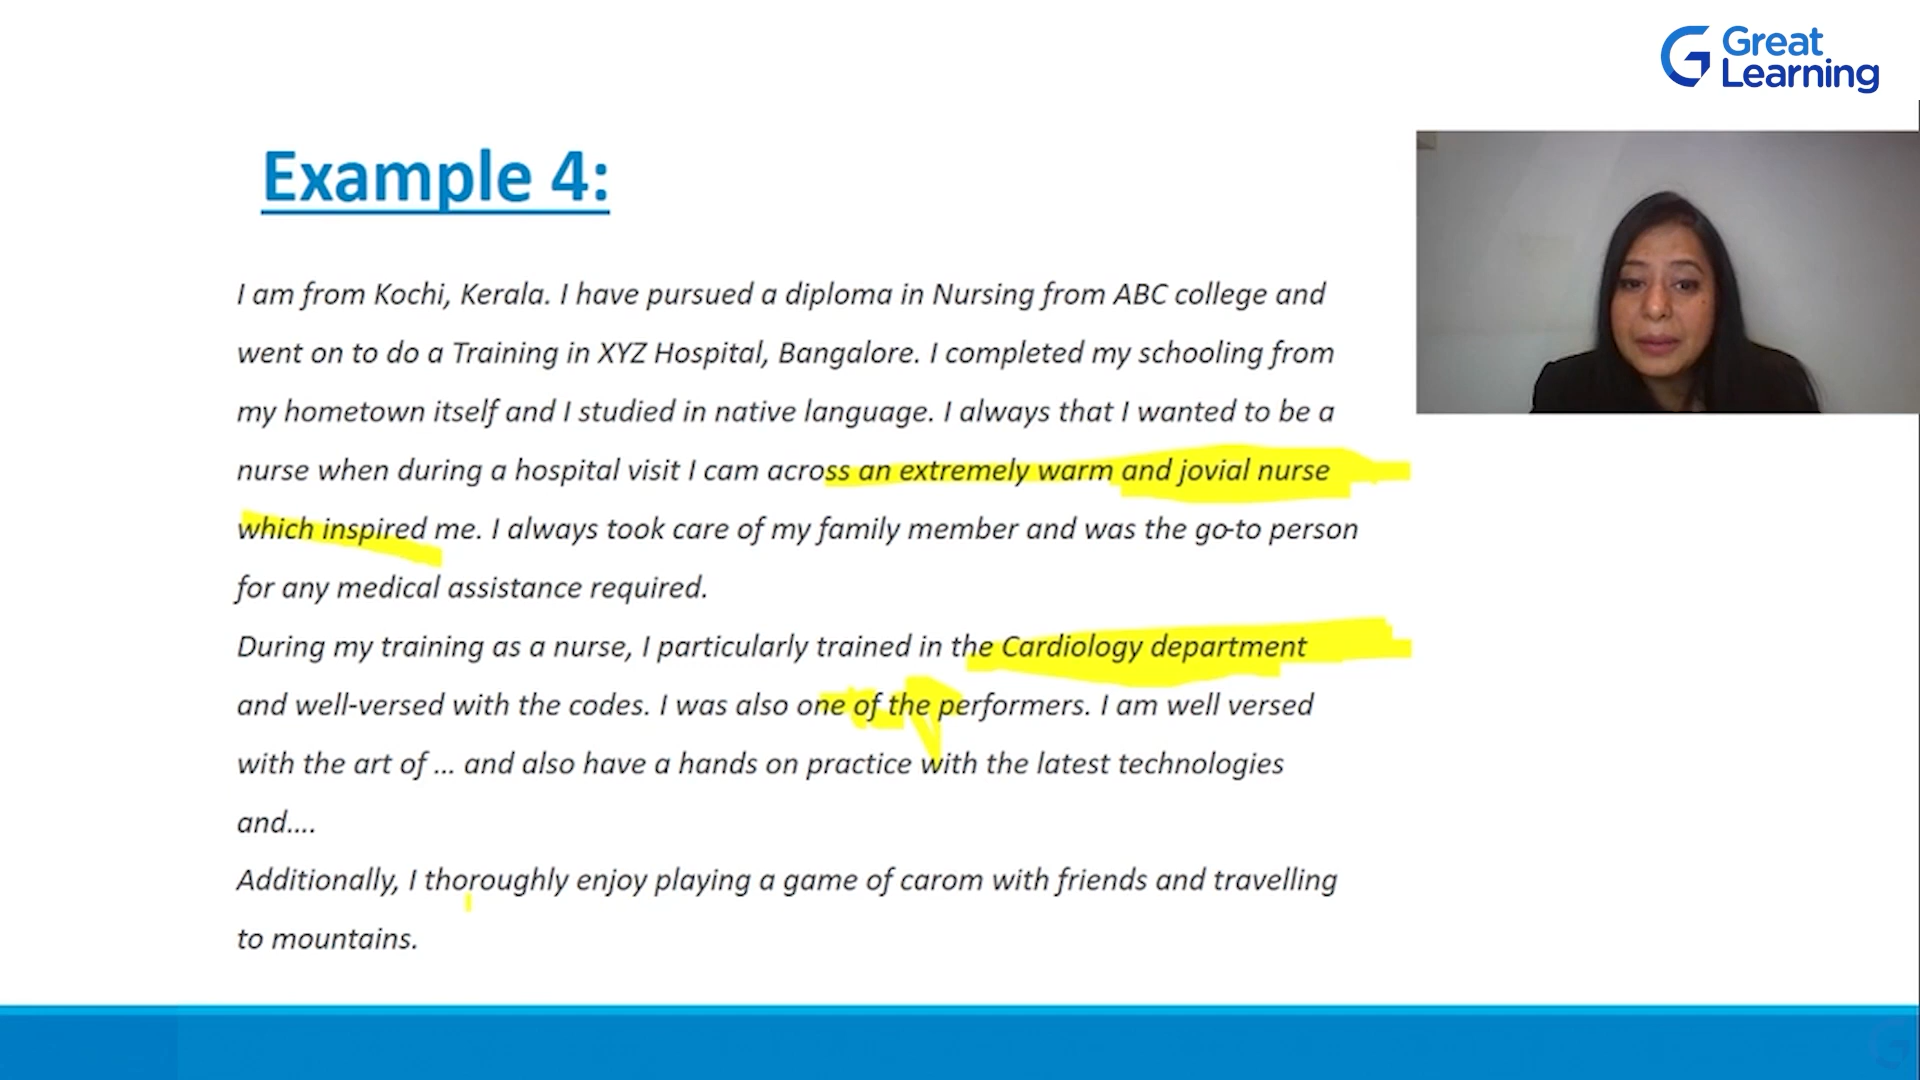 Great
Learning
Example 4:
I am from Kochi, Kerala. I have pursued a diploma in Nursing from ABC college and
went on to do a Training in XYZ Hospital, Bangalore. I completed my schooling from
my hometown itself and I studied in native language. I always that I wanted to be a
nurse when during a hospital visit I cam across an extremely warm and jovial nurse
which inspired me. I always took care of my family member and was the go-to person
for any medical assistance required.
During my training as a nurse, I particularly trained in the Cardiology department
and well-versed with the codes. I was also one of the performers. I am well versed
with the art of ... and also have a hands on practice with the latest technologies
and....
Additionally, I thoroughly enjoy playing a game of carom with friends and travelling
to mountains.